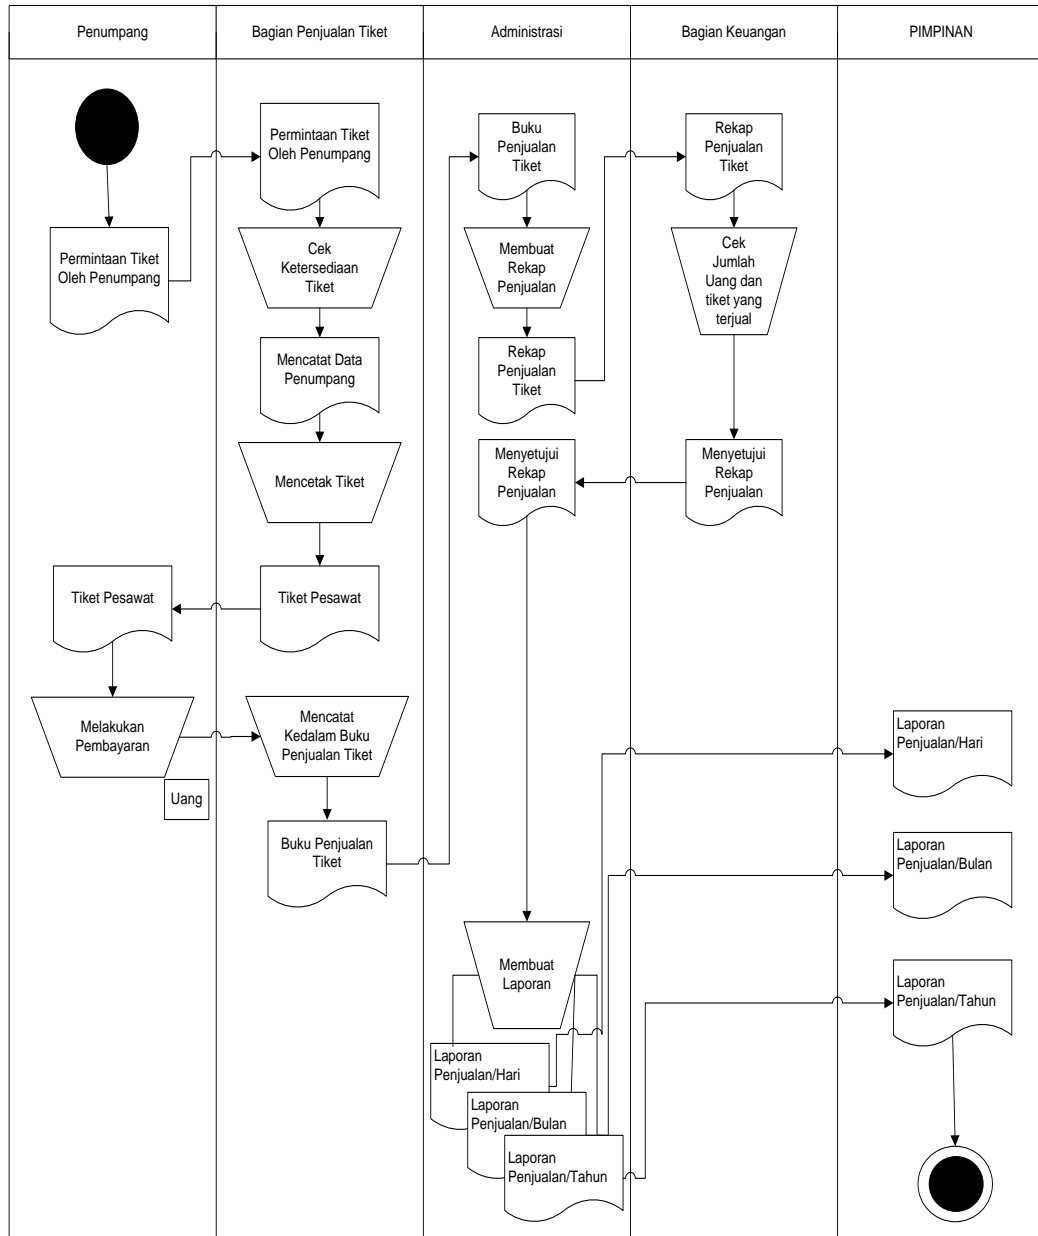 Penumpang
Bagian Penjualan Tiket
Administrasi
Bagian Keuangan
PIMPINAN
Permintaan Tiket
Oleh Penumpang
Permintaan Tiket
Oleh Penumpang
Cek
Ketersediaan
Tiket
Mencatat Data
Penumpang
Mencetak Tiket
Tiket Pesawat
Tiket Pesawat
Melakukan
Pembayaran
Uang
Mencatat
Kedalam Buku
Penjualan Tiket
Buku Penjualan
Tiket
Buku
Penjualan
Tiket
Membuat
Rekap
Penjualan
Rekap
Penjualan
Tiket
Rekap
Penjualan
Tiket
Cek
Jumlah
Uang dan
tiket yang
terjual
Menyetujui
Rekap
Penjualan
Menyetujui
Rekap
Penjualan
Membuat
Laporan
Laporan
Penjualan/Hari
Laporan
Penjualan/Bulan
Laporan
Penjualan/Tahun
Laporan
Penjualan/Hari
Laporan
Penjualan/Bulan
Laporan
Penjualan/Tahun